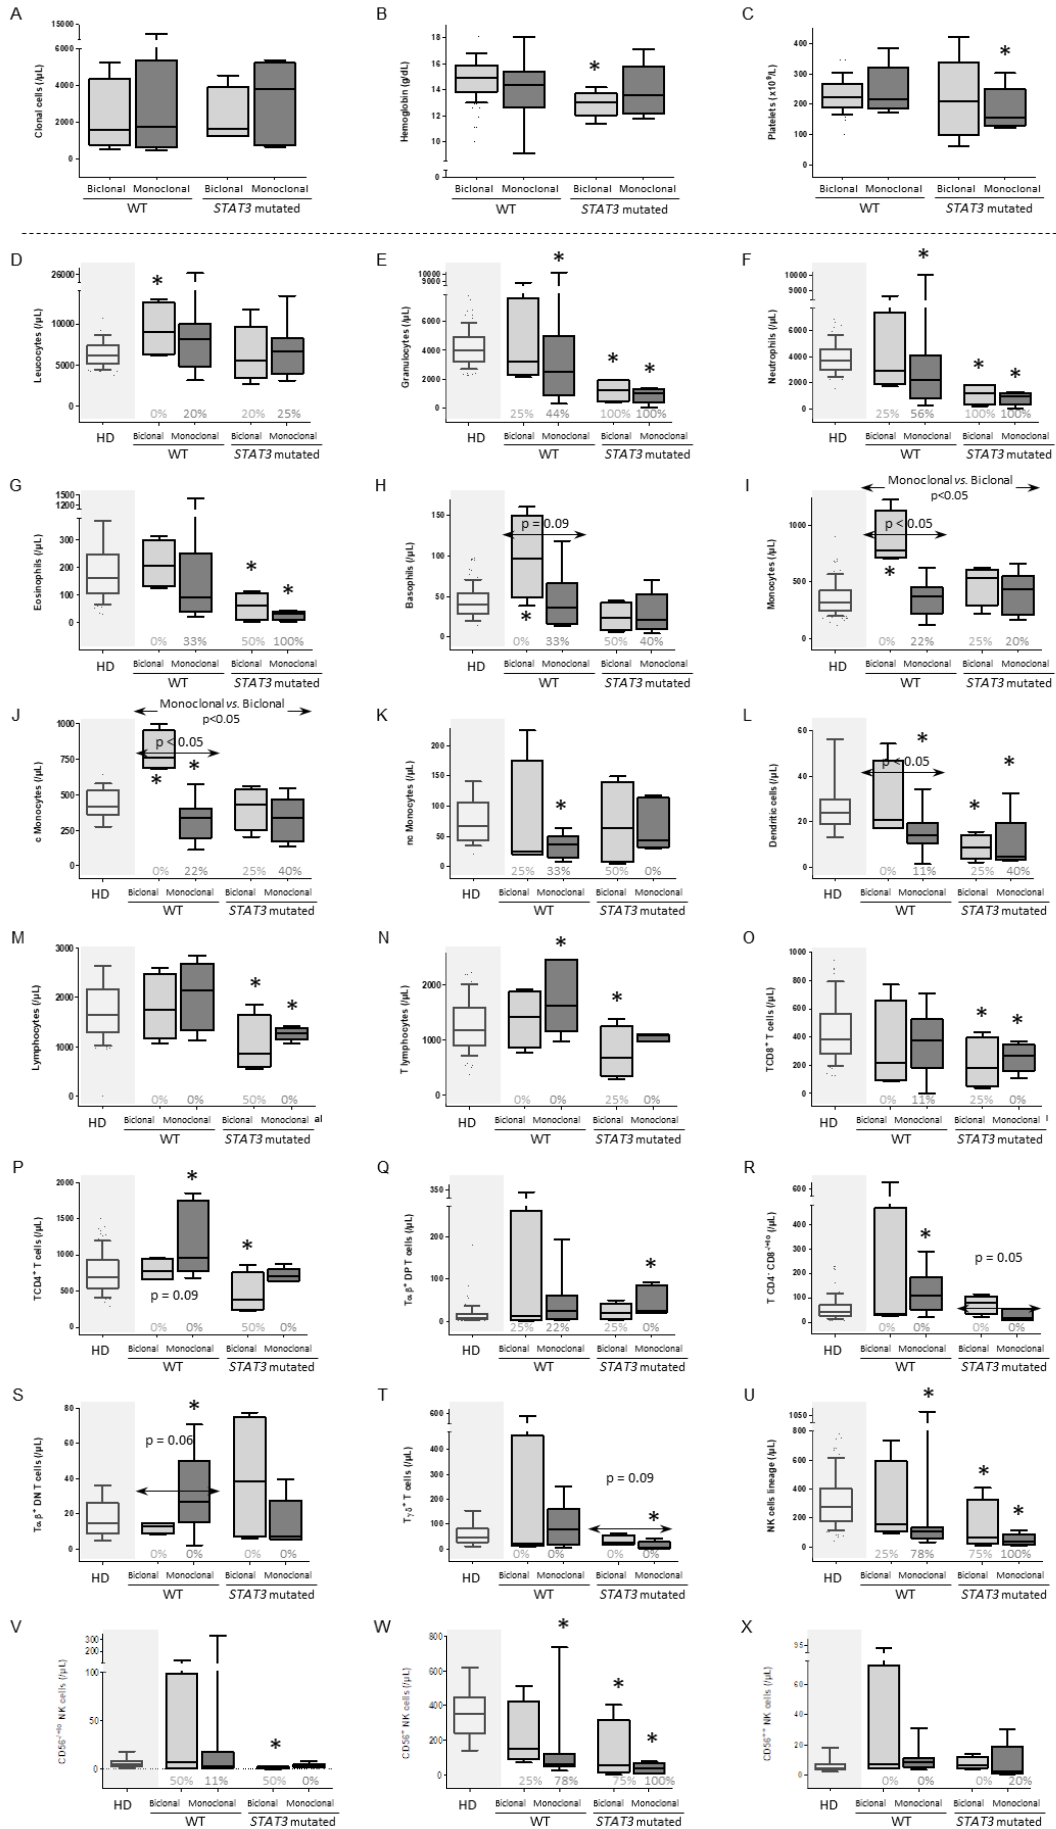 A
Clonal cells (/µL)
15000
6000
4000
2000
0
Biclonal Monoclonal Biclonal Monoclonal
WT STAT3 mutated
B
Hemoglobin (g/dL)
18
16
14
12
10
0
*
Biclonal Monoclonal Biclonal Monoclonal
WT STAT3 mutated
C
Platelets (x10⁹/L)
400
300
200
100
0
*
Biclonal Monoclonal Biclonal Monoclonal
WT STAT3 mutated
D
Leucocytes (/µL)
26000
10000
5000
0
*
0% 20% 20% 25%
HD Biclonal Monoclonal Biclonal Monoclonal
WT STAT3 mutated
E
Granulocytes (/µL)
10000
9000
6000
4000
2000
0
* * *
25% 44% 100% 100%
HD Biclonal Monoclonal Biclonal Monoclonal
WT STAT3 mutated
F
Neutrophils (/µL)
10000
9000
6000
4000
2000
0
* * *
25% 56% 100% 100%
HD Biclonal Monoclonal Biclonal Monoclonal
WT STAT3 mutated
G
Eosinophils (/µL)
1500
1200
300
200
100
0
* *
0% 33% 50% 100%
HD Biclonal Monoclonal Biclonal Monoclonal
WT STAT3 mutated
H
Basophils (/µL)
150
100
50
0
p = 0.09
*
0% 33% 50% 40%
HD Biclonal Monoclonal Biclonal Monoclonal
WT STAT3 mutated
I
Monoclonal vs. Biclonal
p<0.05
Monocytes (/µL)
1000
500
0
p < 0.05
*
0% 22% 25% 20%
HD Biclonal Monoclonal Biclonal Monoclonal
WT STAT3 mutated
J
Monoclonal vs. Biclonal
p<0.05
c Monocytes (/µL)
1000
750
500
250
0
p < 0.05
* *
0% 22% 25% 40%
HD Biclonal Monoclonal Biclonal Monoclonal
WT STAT3 mutated
K
nc Monocytes (/µL)
200
150
100
50
0
*
25% 33% 50% 0%
HD Biclonal Monoclonal Biclonal Monoclonal
WT STAT3 mutated
L
Dendritic cells (/µL)
60
40
20
0
p < 0.05
* * *
0% 11% 25% 40%
HD Biclonal Monoclonal Biclonal Monoclonal
WT STAT3 mutated
M
Lymphocytes (/µL)
3000
2000
1000
0
* *
0% 0% 50% 0%
HD Biclonal Monoclonal Biclonal Monoclonal al
WT STAT3 mutated
N
T lymphocytes (/µL)
2000
1000
0
* *
0% 0% 25% 0%
HD Biclonal Monoclonal Biclonal Monoclonal
WT STAT3 mutated
O
TCD8⁺ T cells (/µL)
1000
800
600
400
200
0
* *
0% 11% 25% 0%
HD Biclonal Monoclonal Biclonal Monoclonal
WT STAT3 mutated
P
TCD4⁺ T cells (/µL)
2000
1500
1000
500
0
* *
p = 0.09
0% 0% 50% 0%
HD Biclonal Monoclonal Biclonal Monoclonal
WT STAT3 mutated
Q
Tαβ⁺ DP T cells (/µL)
350
200
100
0
*
25% 22% 25% 0%
HD Biclonal Monoclonal Biclonal Monoclonal
WT STAT3 mutated
R
T CD4⁻ CD8⁻/⁺ˡᵒ (/µL)
600
400
300
200
100
0
*
p = 0.05
0% 0% 0% 0%
HD Biclonal Monoclonal Biclonal Monoclonal
WT STAT3 mutated
S
Tαβ⁺ DN T cells (/µL)
80
60
40
20
0
*
p = 0.06
0% 0% 0% 0%
HD Biclonal Monoclonal Biclonal Monoclonal
WT STAT3 mutated
T
Tγδ⁺ T cells (/µL)
600
400
300
200
100
0
p = 0.09
*
0% 0% 0% 0%
HD Biclonal Monoclonal Biclonal Monoclonal
WT STAT3 mutated
U
NK cells lineage (/µL)
1050
800
600
400
200
0
* * *
25% 78% 75% 100%
HD Biclonal Monoclonal Biclonal Monoclonal
WT STAT3 mutated
V
CD56⁻/⁺ˡᵒ NK cells (/µL)
300
200
100
50
0
*
50% 11% 50% 0%
HD Biclonal Monoclonal Biclonal Monoclonal
WT STAT3 mutated
W
CD56⁺ NK cells (/µL)
800
600
400
200
0
* * *
25% 78% 75% 100%
HD Biclonal Monoclonal Biclonal Monoclonal
WT STAT3 mutated
X
CD56⁺⁺ NK cells (/µL)
95
60
40
20
0
0% 0% 0% 20%
HD Biclonal Monoclonal Biclonal Monoclonal
WT STAT3 mutated